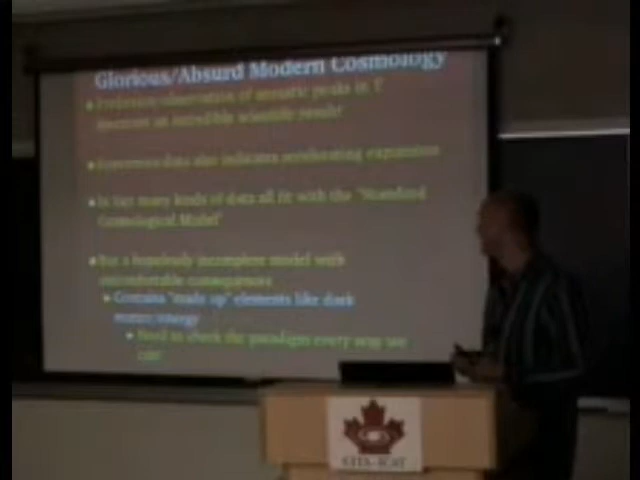 Glorious/Absurd Modern Cosmology
Prediction/observation of acoustic peaks in T
spectrum an incredible scientific result!
Supernova data also indicates accelerating expansion
In fact many kinds of data all fit with the "Standard
Cosmological Model"
But a hopelessly incomplete model with
uncomfortable consequences
Contains "made up" elements like dark
matter/energy
Need to check the paradigm every way we
can!
CITA-ICAT